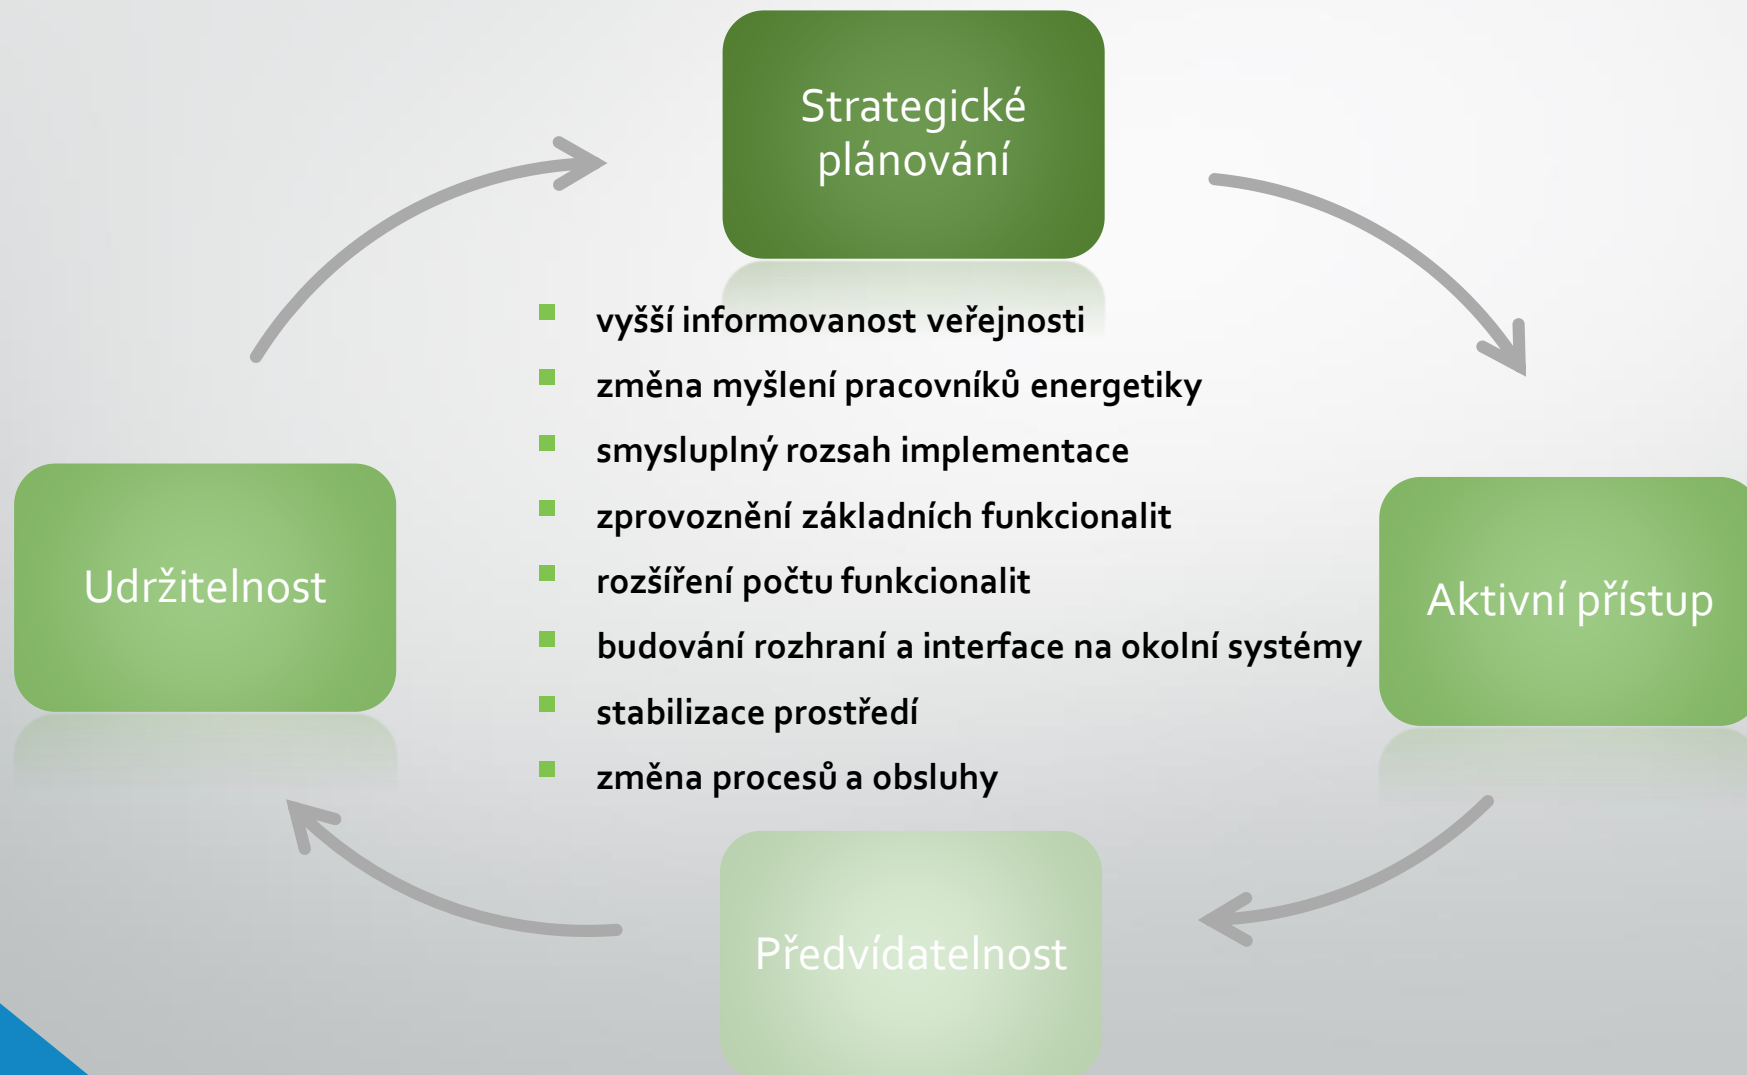 Strategické
plánování
vyšší informovanost veřejnosti
změna myšlení pracovníků energetiky
smysluplný rozsah implementace
zprovoznění základních funkcionalit
rozšíření počtu funkcionalit
budování rozhraní a interface na okolní systémy
stabilizace prostředí
změna procesů a obsluhy
Udržitelnost
Aktivní přístup
Předvídatelnost